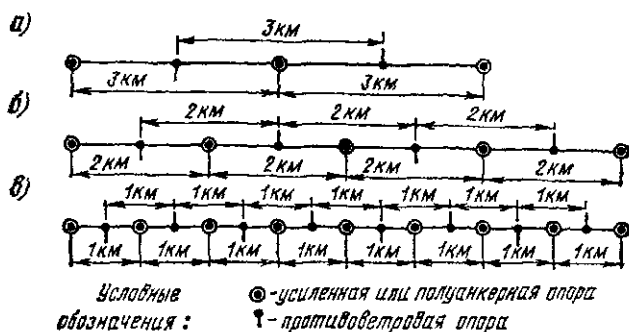 а)
3км
3км 3км
б)
2км 2км 2км
2км 2км 2км 2км
в)
1км 1км 1км 1км 1км 1км 1км
1км 1км 1км 1км 1км 1км 1км 1км
Условные обозначения:
- усиленная или полуанкерная опора
- противоветровая опора